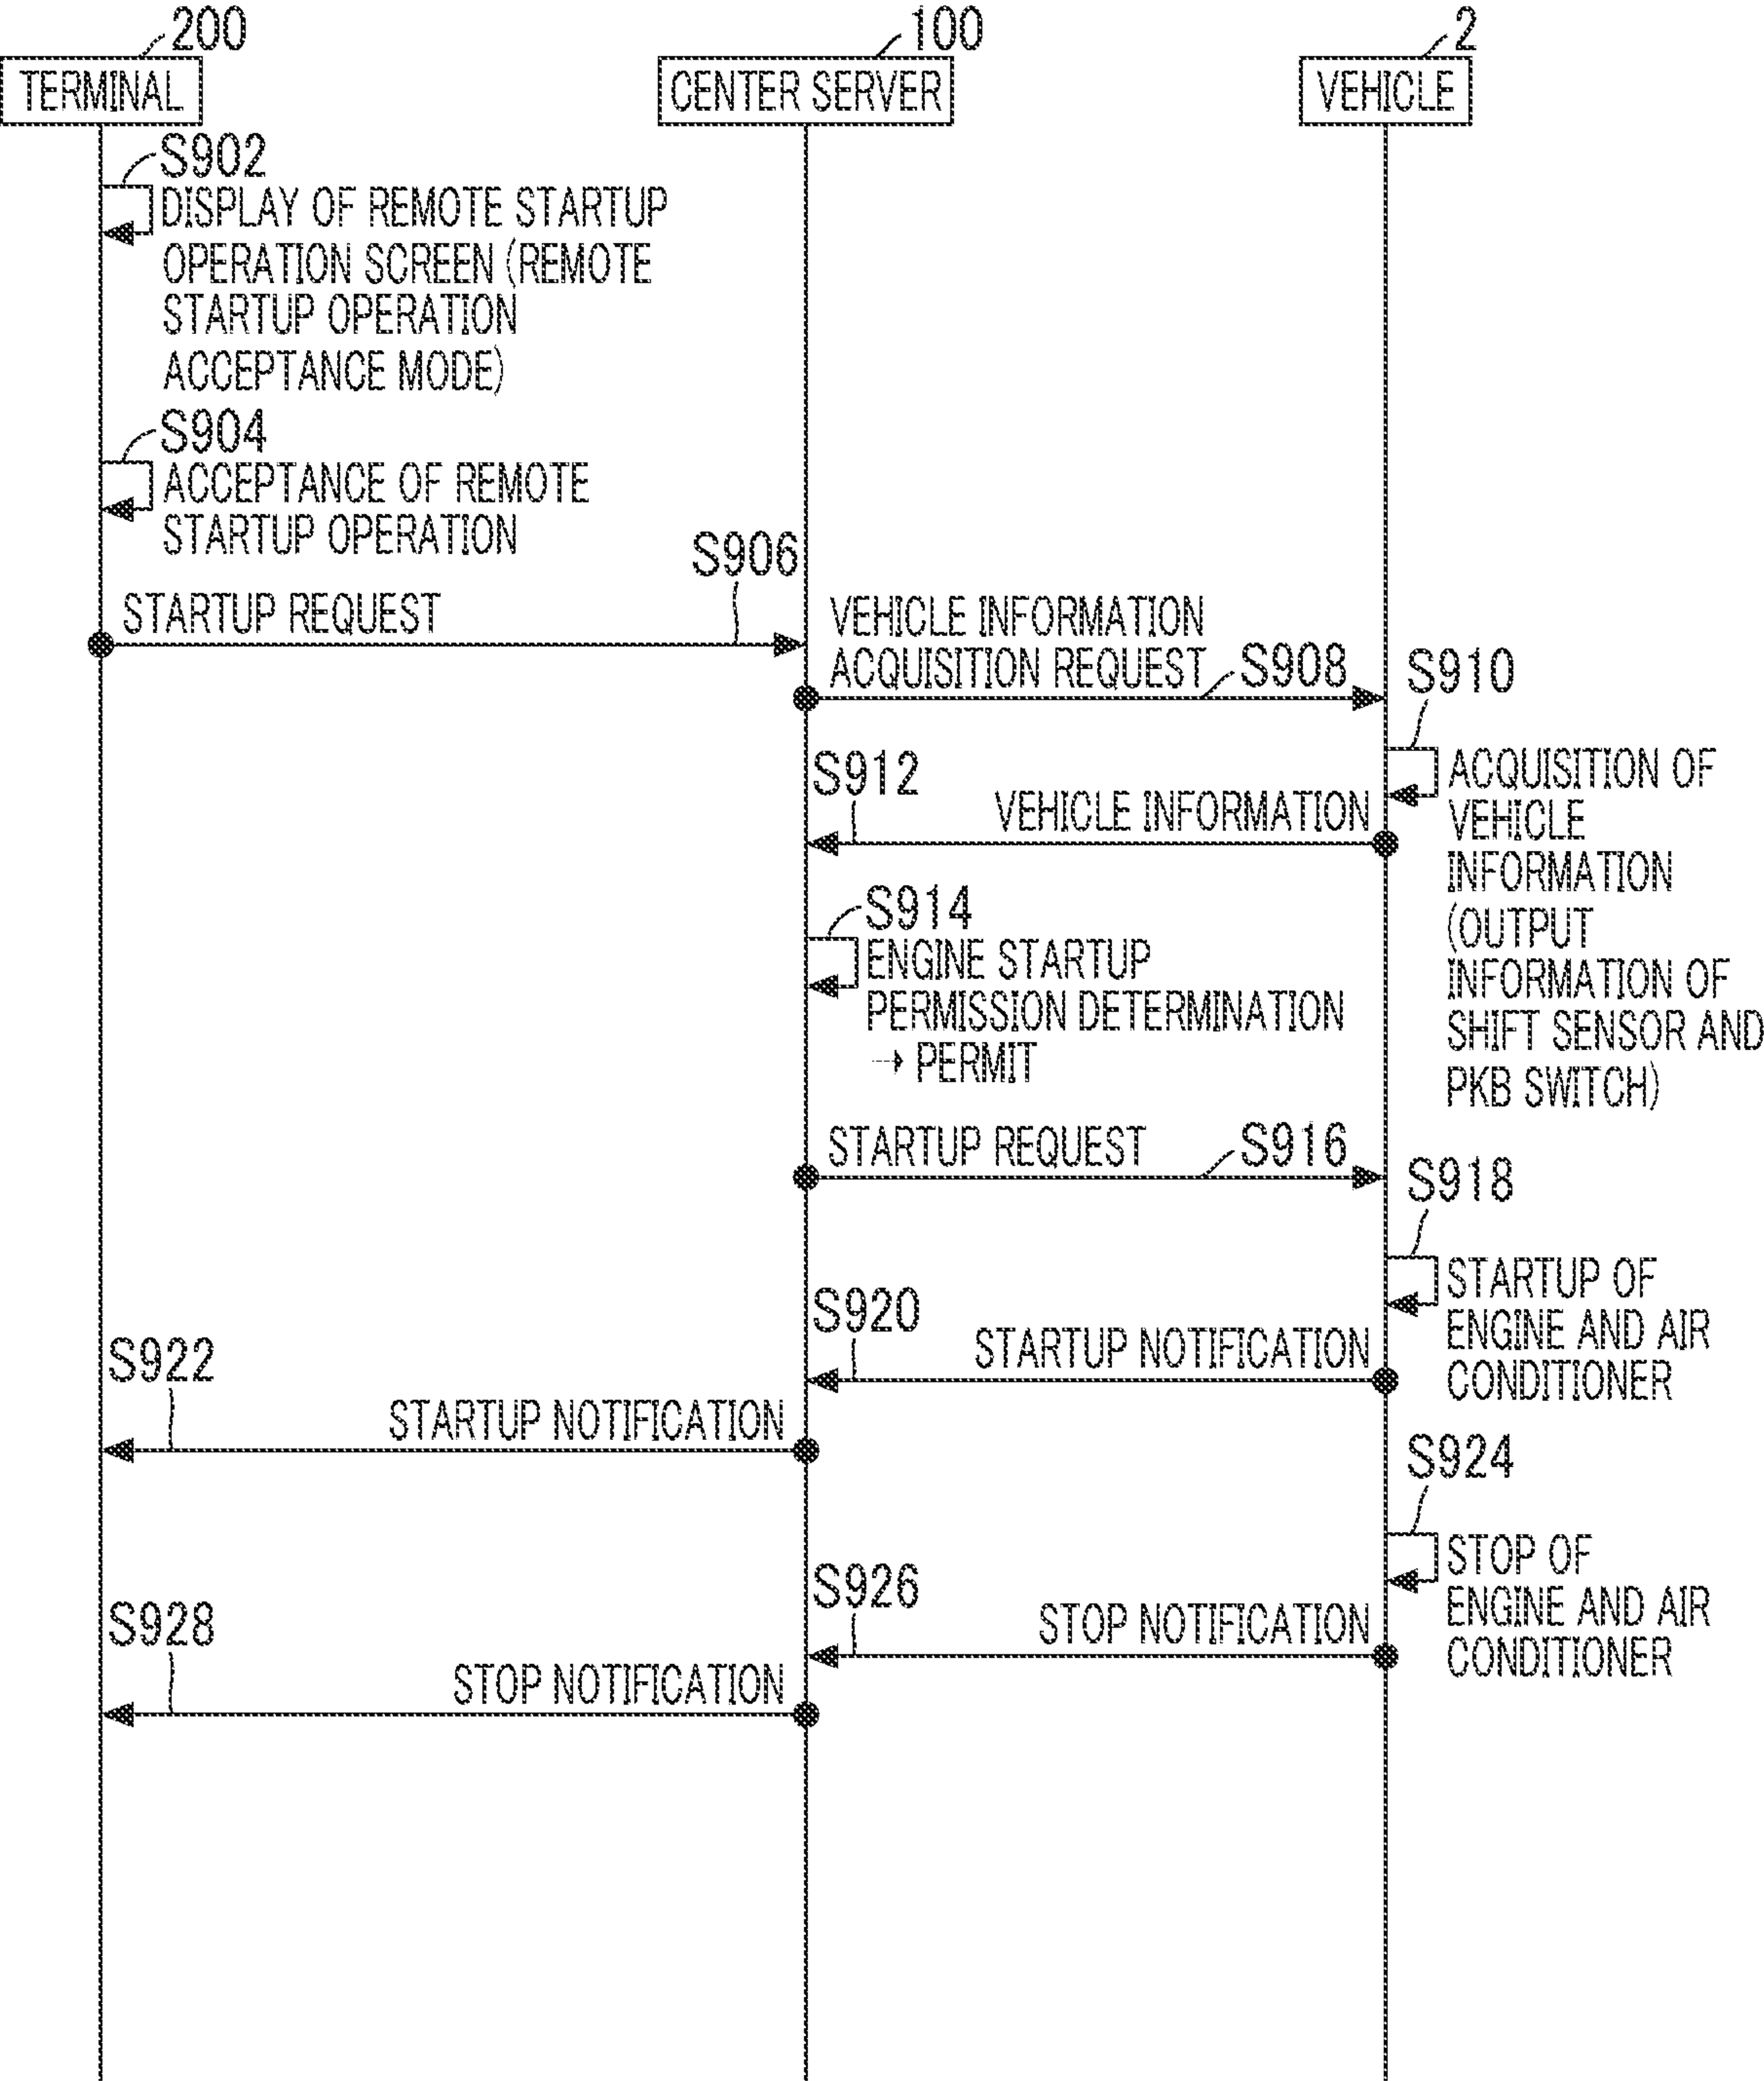 200
100
2
TERMINAL
CENTER SERVER
VEHICLE
S902
DISPLAY OF REMOTE STARTUP
OPERATION SCREEN (REMOTE
STARTUP OPERATION
ACCEPTANCE MODE)
S904
ACCEPTANCE OF REMOTE
STARTUP OPERATION
S906
STARTUP REQUEST
VEHICLE INFORMATION
ACQUISITION REQUEST
S908
S910
ACQUISITION OF
VEHICLE
INFORMATION
(OUTPUT
INFORMATION OF
SHIFT SENSOR AND
PKB SWITCH)
S912
VEHICLE INFORMATION
S914
ENGINE STARTUP
PERMISSION DETERMINATION
→ PERMIT
STARTUP REQUEST
S916
S918
STARTUP OF
ENGINE AND AIR
CONDITIONER
S920
STARTUP NOTIFICATION
S922
STARTUP NOTIFICATION
S924
STOP OF
ENGINE AND AIR
CONDITIONER
S926
STOP NOTIFICATION
S928
STOP NOTIFICATION